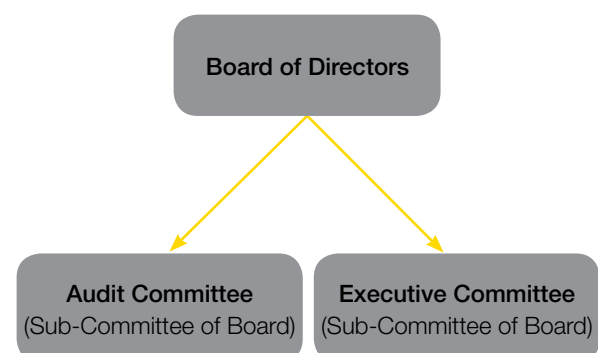 Board of Directors
Audit Committee
(Sub-Committee of Board)
Executive Committee
(Sub-Committee of Board)